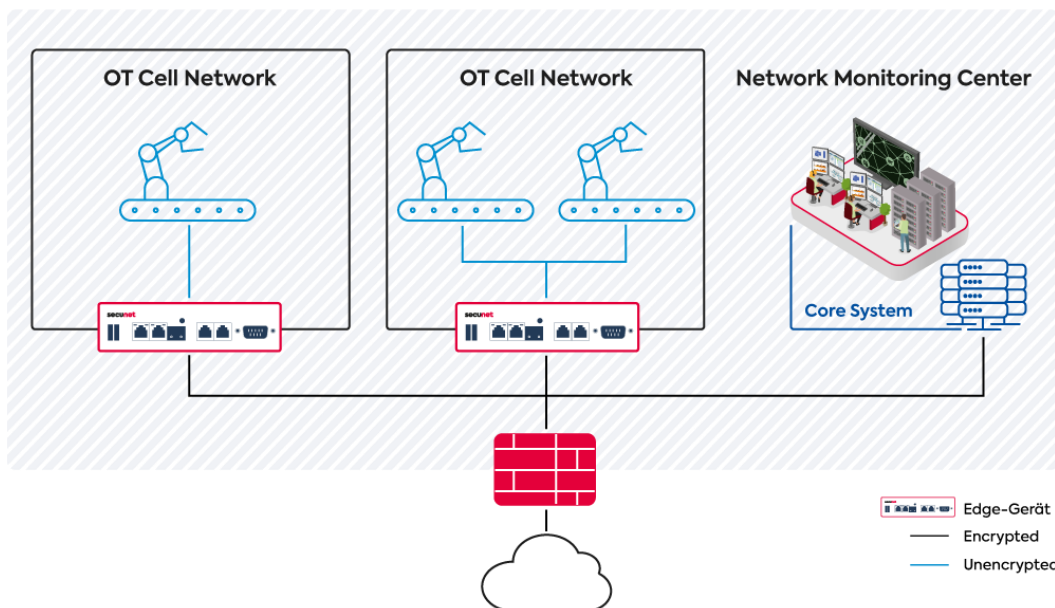 OT Cell Network
OT Cell Network
Network Monitoring Center
secunet
secunet
Core System
Edge-Gerät
Encrypted
Unencrypted